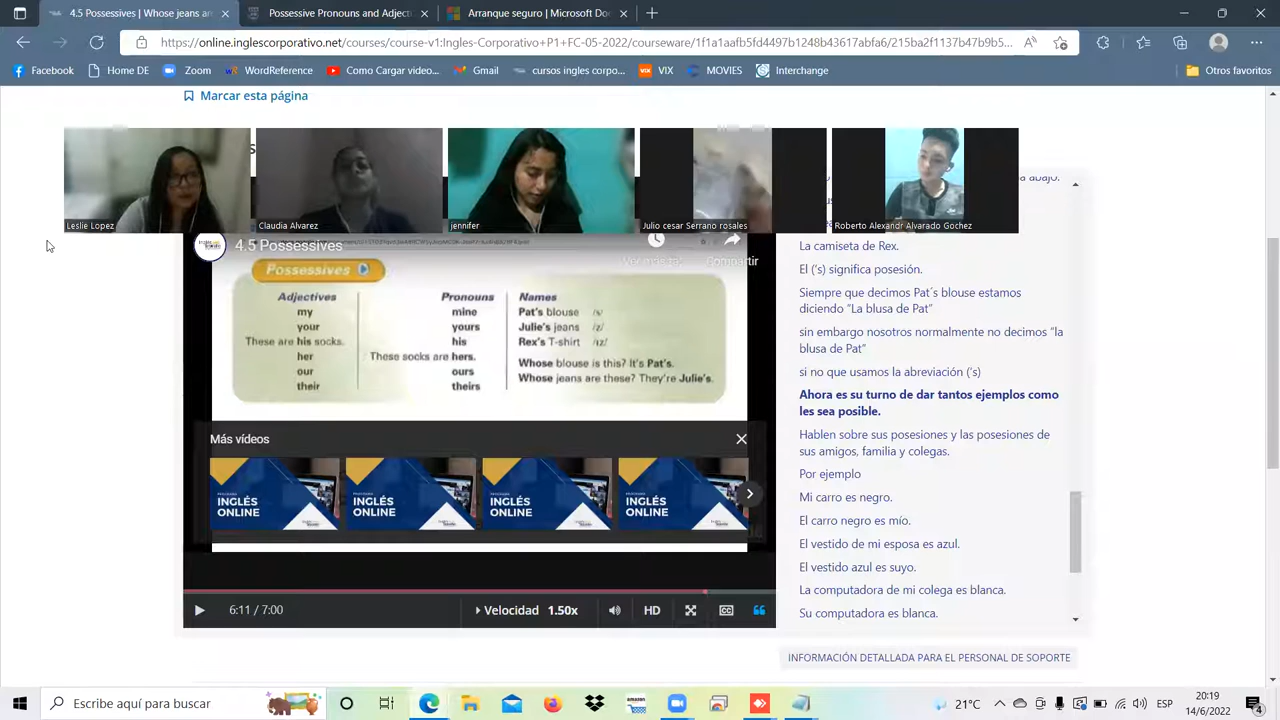 4.5 Possessives | Whose jeans ar
Possessive Pronouns and Adject
Arranque seguro | Microsoft Do
https://online.inglescorporativo.net/courses/course-v1:Ingles-Corporativo+P1+FC-05-2022/courseware/1f1a1aafb5fd4497b1248b43617abfa6/215ba2f1137b47b9b5...
Facebook
Home DE
Zoom
WordReference
Como Cargar video...
Gmail
cursos ingles corpo...
VIX
MOVIES
Interchange
Otros favoritos
Marcar esta página
Leslie Lopez
Claudia Alvarez
jennifer
Julio cesar Serrano rosales
Roberto Alexandr Alvarado Gochez
4.5 Possessives
Compartir
Possessives
Adjectives
my
your
These are his socks.
her
our
their
Pronouns
mine
yours
his
These socks are hers.
ours
theirs
Names
Pat's blouse /s/
Julie's jeans /z/
Rex's T-shirt /ɪz/
Whose blouse is this? It's Pat's.
Whose jeans are these? They're Julie's.
Más vídeos
PROGRAMA
INGLÉS
ONLINE
PROGRAMA
INGLÉS
ONLINE
PROGRAMA
INGLÉS
ONLINE
PROGRAMA
INGLÉS
ONLINE
6:11 / 7:00
Velocidad 1.50x
HD
CC
a abajo.
La camiseta de Rex.
El (‘s) significa posesión.
Siempre que decimos Pat´s blouse estamos
diciendo “La blusa de Pat”
sin embargo nosotros normalmente no decimos “la
blusa de Pat”
sí no que usamos la abreviación (‘s)
Ahora es su turno de dar tantos ejemplos como
les sea posible.
Hablen sobre sus posesiones y las posesiones de
sus amigos, familia y colegas.
Por ejemplo
Mi carro es negro.
El carro negro es mío.
El vestido de mi esposa es azul.
El vestido azul es suyo.
La computadora de mi colega es blanca.
Su computadora es blanca.
INFORMACIÓN DETALLADA PARA EL PERSONAL DE SOPORTE
Escribe aquí para buscar
21°C
ESP
20:19
14/6/2022
4